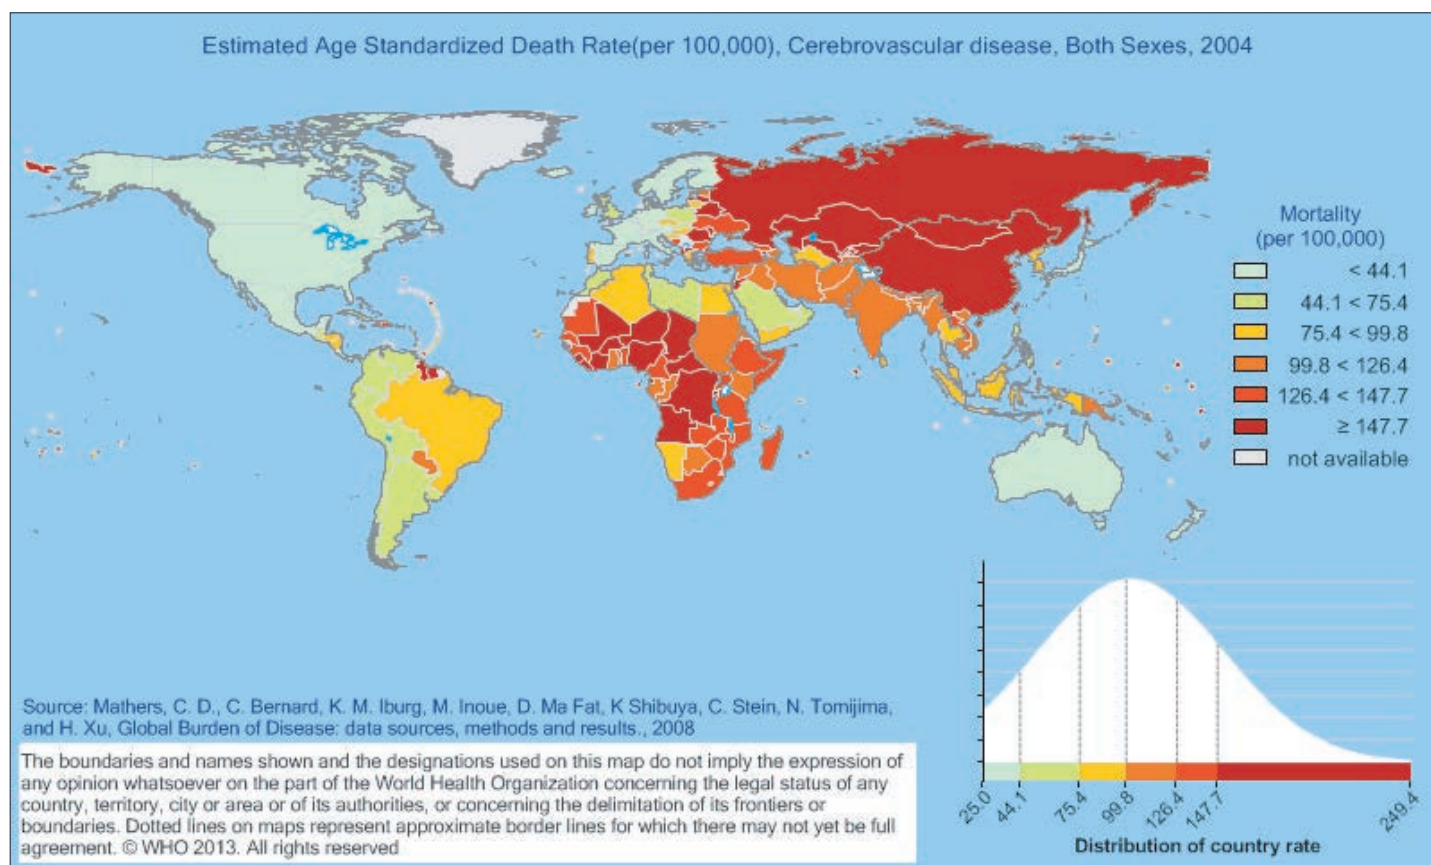 Estimated Age Standardized Death Rate(per 100,000), Cerebrovascular disease, Both Sexes, 2004
Mortality
(per 100,000)
< 44.1
44.1 < 75.4
75.4 < 99.8
99.8 < 126.4
126.4 < 147.7
≥ 147.7
not available
Source: Mathers, C. D., C. Bernard, K. M. Iburg, M. Inoue, D. Ma Fat, K Shibuya, C. Stein, N. Tomijima,
and H. Xu, Global Burden of Disease: data sources, methods and results., 2008
The boundaries and names shown and the designations used on this map do not imply the expression of
any opinion whatsoever on the part of the World Health Organization concerning the legal status of any
country, territory, city or area or of its authorities, or concerning the delimitation of its frontiers or
boundaries. Dotted lines on maps represent approximate border lines for which there may not yet be full
agreement. © WHO 2013. All rights reserved
25.0 44.1 75.4 99.8 126.4 147.7 249.4
Distribution of country rate